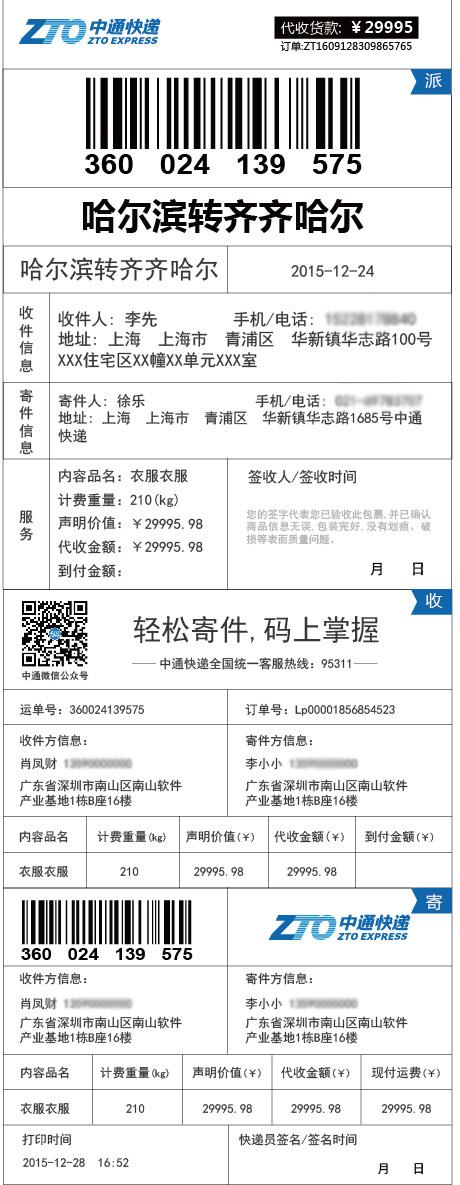 ZTO 中通快递
ZTO EXPRESS
代收货款: ￥29995
订单:ZT1609128309865765
派
360 024 139 575
哈尔滨转齐齐哈尔
哈尔滨转齐齐哈尔 2015-12-24
收件信息
收件人: 李先 手机/电话:
地址: 上海 上海市 青浦区 华新镇华志路100号
XXX住宅区XX幢XX单元XXX室
寄件信息
寄件人: 徐乐 手机/电话:
地址: 上海 上海市 青浦区 华新镇华志路1685号中通
快递
服务
内容品名: 衣服衣服
计费重量: 210(kg)
声明价值: ￥29995.98
代收金额: ￥29995.98
到付金额:
签收人/签收时间
您的签字代表您已验收此包裹,并已确认
商品信息无误,包装完好,没有划痕、破
损等表面质量问题。
月 日
收
中通微信公众号
轻松寄件,码上掌握
中通快递全国统一客服热线: 95311
运单号: 360024139575 订单号: Lp00001856854523
收件方信息:
肖凤财
广东省深圳市南山区南山软件
产业基地1栋B座16楼
寄件方信息:
李小小
广东省深圳市南山区南山软件
产业基地1栋B座16楼
内容品名 计费重量(kg) 声明价值(￥) 代收金额(￥) 到付金额(￥)
衣服衣服 210 29995.98 29995.98
寄
360 024 139 575
ZTO 中通快递
ZTO EXPRESS
收件方信息:
肖凤财
广东省深圳市南山区南山软件
产业基地1栋B座16楼
寄件方信息:
李小小
广东省深圳市南山区南山软件
产业基地1栋B座16楼
内容品名 计费重量(kg) 声明价值(￥) 代收金额(￥) 现付运费(￥)
衣服衣服 210 29995.98 29995.98 29995.98
打印时间
2015-12-28 16:52
快递员签名/签名时间
月 日